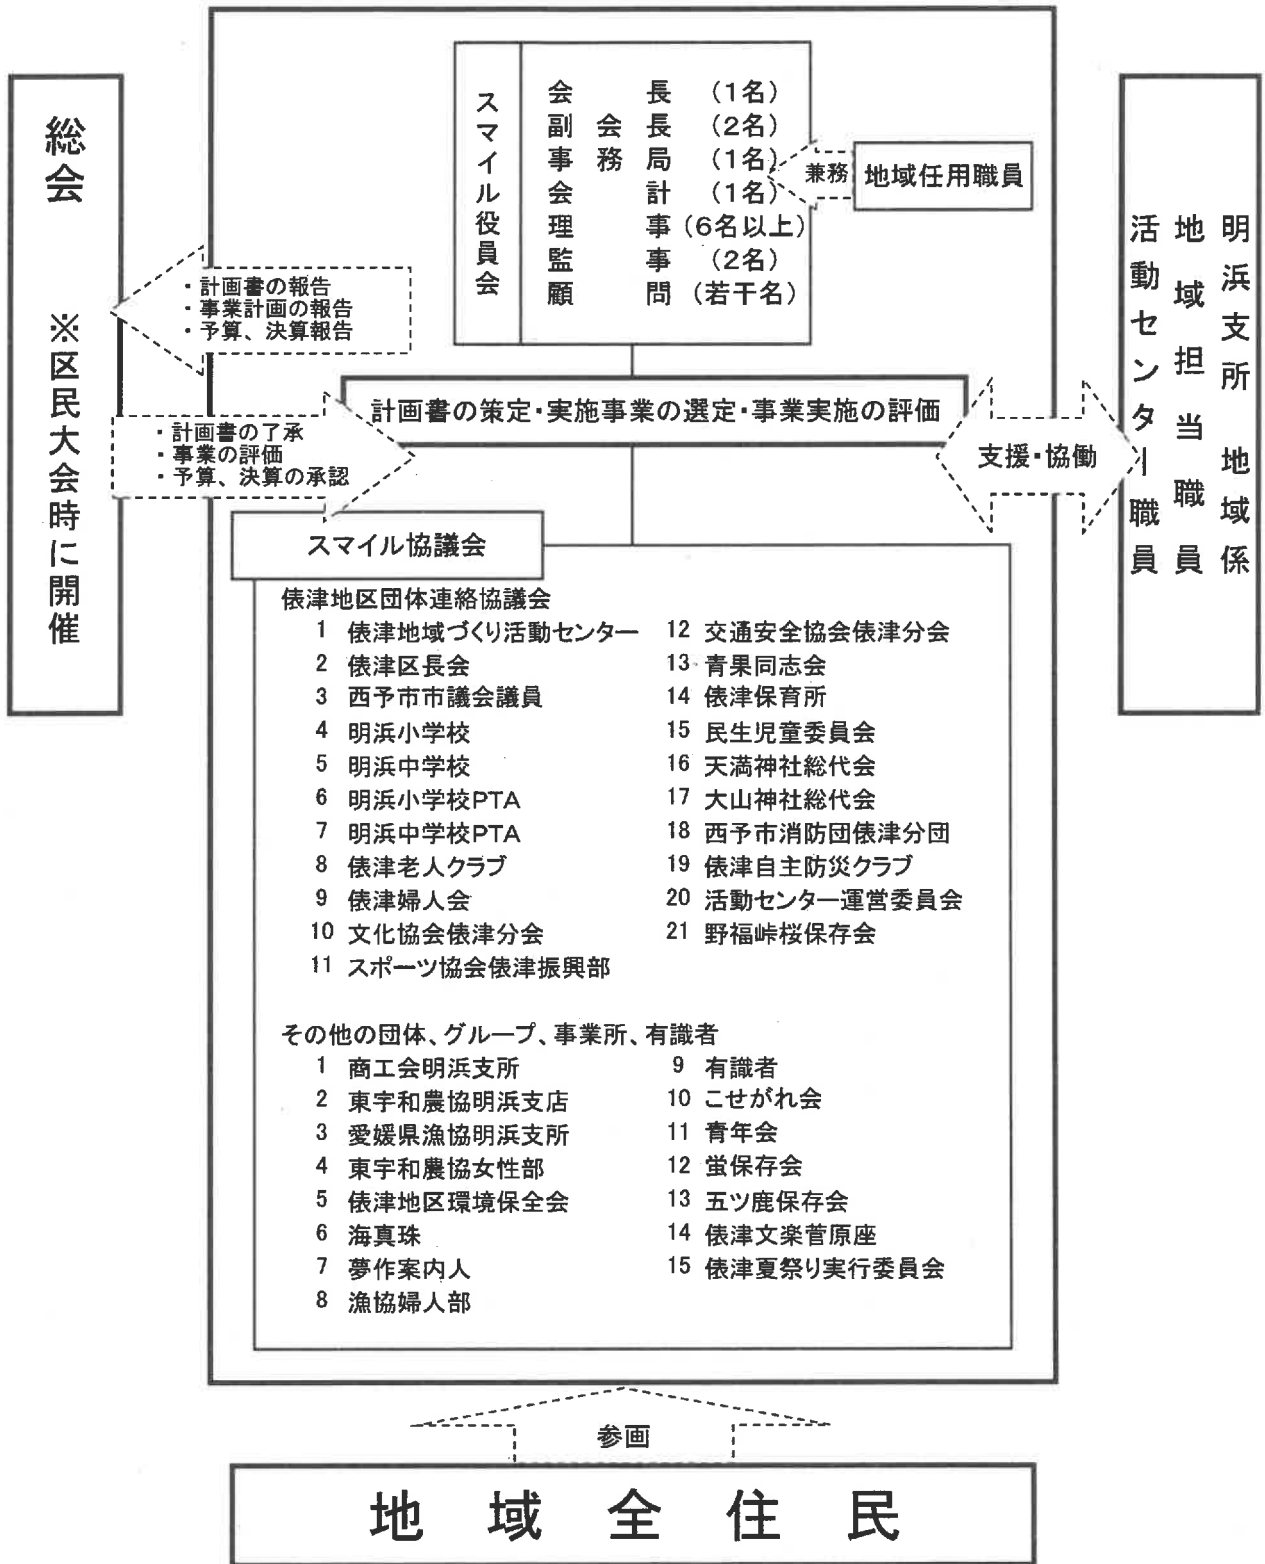 総会 ※区民大会時に開催
スマイル役員会
会長 (1名)
副会長 (2名)
事務局 (1名)
会計 (1名)
理事 (6名以上)
監事 (2名)
顧問 (若干名)
兼務
地域任用職員
明浜支所 地域係
地域担当職員
活動センター職員
・計画書の報告
・事業計画の報告
・予算、決算報告
計画書の策定・実施事業の選定・事業実施の評価
・計画書の了承
・事業の評価
・予算、決算の承認
支援・協働
スマイル協議会
俵津地区団体連絡協議会
1 俵津地域づくり活動センター
2 俵津区長会
3 西予市市議会議員
4 明浜小学校
5 明浜中学校
6 明浜小学校PTA
7 明浜中学校PTA
8 俵津老人クラブ
9 俵津婦人会
10 文化協会俵津分会
11 スポーツ協会俵津振興部
12 交通安全協会俵津分会
13 青果同志会
14 俵津保育所
15 民生児童委員会
16 天満神社総代会
17 大山神社総代会
18 西予市消防団俵津分団
19 俵津自主防災クラブ
20 活動センター運営委員会
21 野福峠桜保存会
その他の団体、グループ、事業所、有識者
1 商工会明浜支所
2 東宇和農協明浜支店
3 愛媛県漁協明浜支所
4 東宇和農協女性部
5 俵津地区環境保全会
6 海真珠
7 夢作案内人
8 漁協婦人部
9 有識者
10 こせがれ会
11 青年会
12 蛍保存会
13 五ツ鹿保存会
14 俵津文楽菅原座
15 俵津夏祭り実行委員会
参画
地域全住民